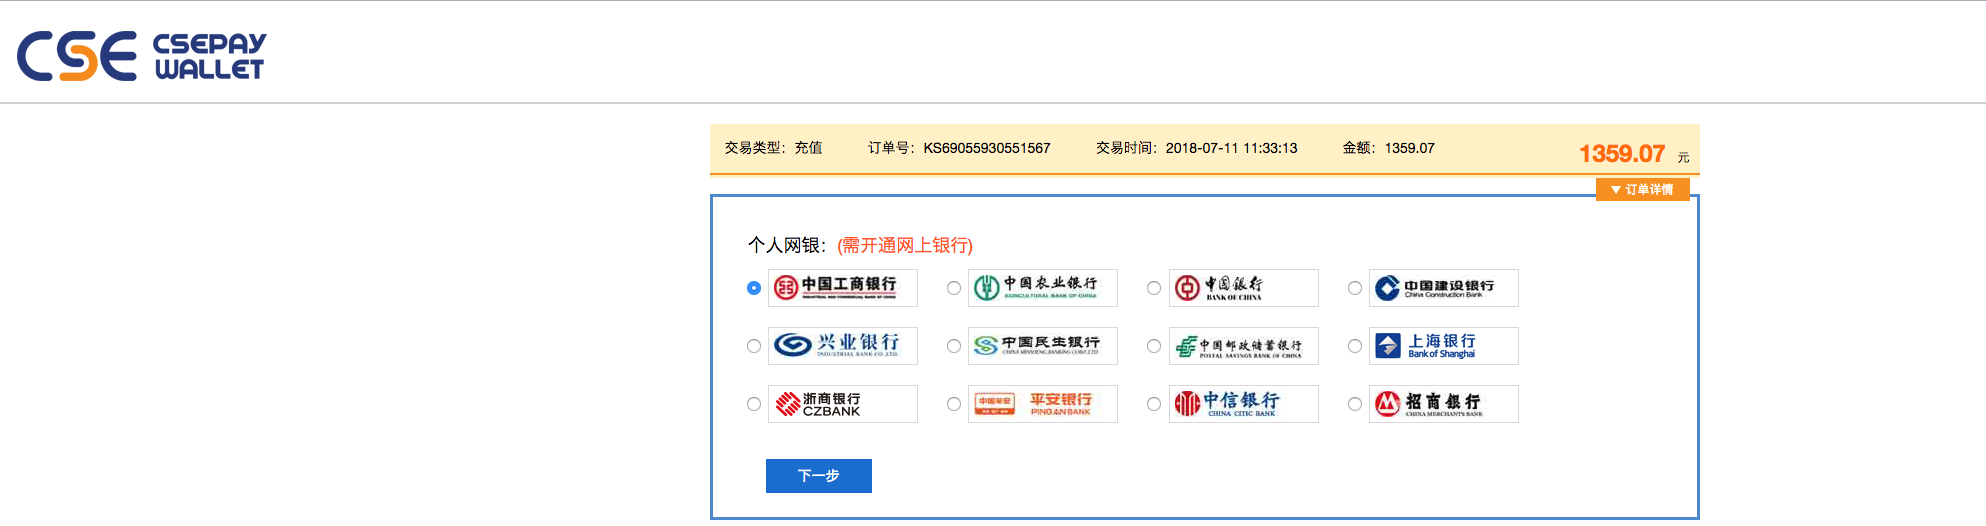 CSE CSEPAY WALLET
交易类型：充值 订单号：KS69055930551567 交易时间：2018-07-11 11:33:13 金额：1359.07 1359.07 元
▼ 订单详情
个人网银：(需开通网上银行)
中国工商银行 INDUSTRIAL AND COMMERCIAL BANK OF CHINA 中国农业银行 AGRICULTURAL BANK OF CHINA 中国银行 BANK OF CHINA 中国建设银行 China Construction Bank
兴业银行 INDUSTRIAL BANK CO.,LTD. 中国民生银行 CHINA MINSHENG BANKING CORP.,LTD 中国邮政储蓄银行 POSTAL SAVINGS BANK OF CHINA 上海银行 Bank of Shanghai
浙商银行 CZBANK 中国平安 平安银行 PING AN BANK 中信银行 CHINA CITIC BANK 招商银行 CHINA MERCHANTS BANK
下一步